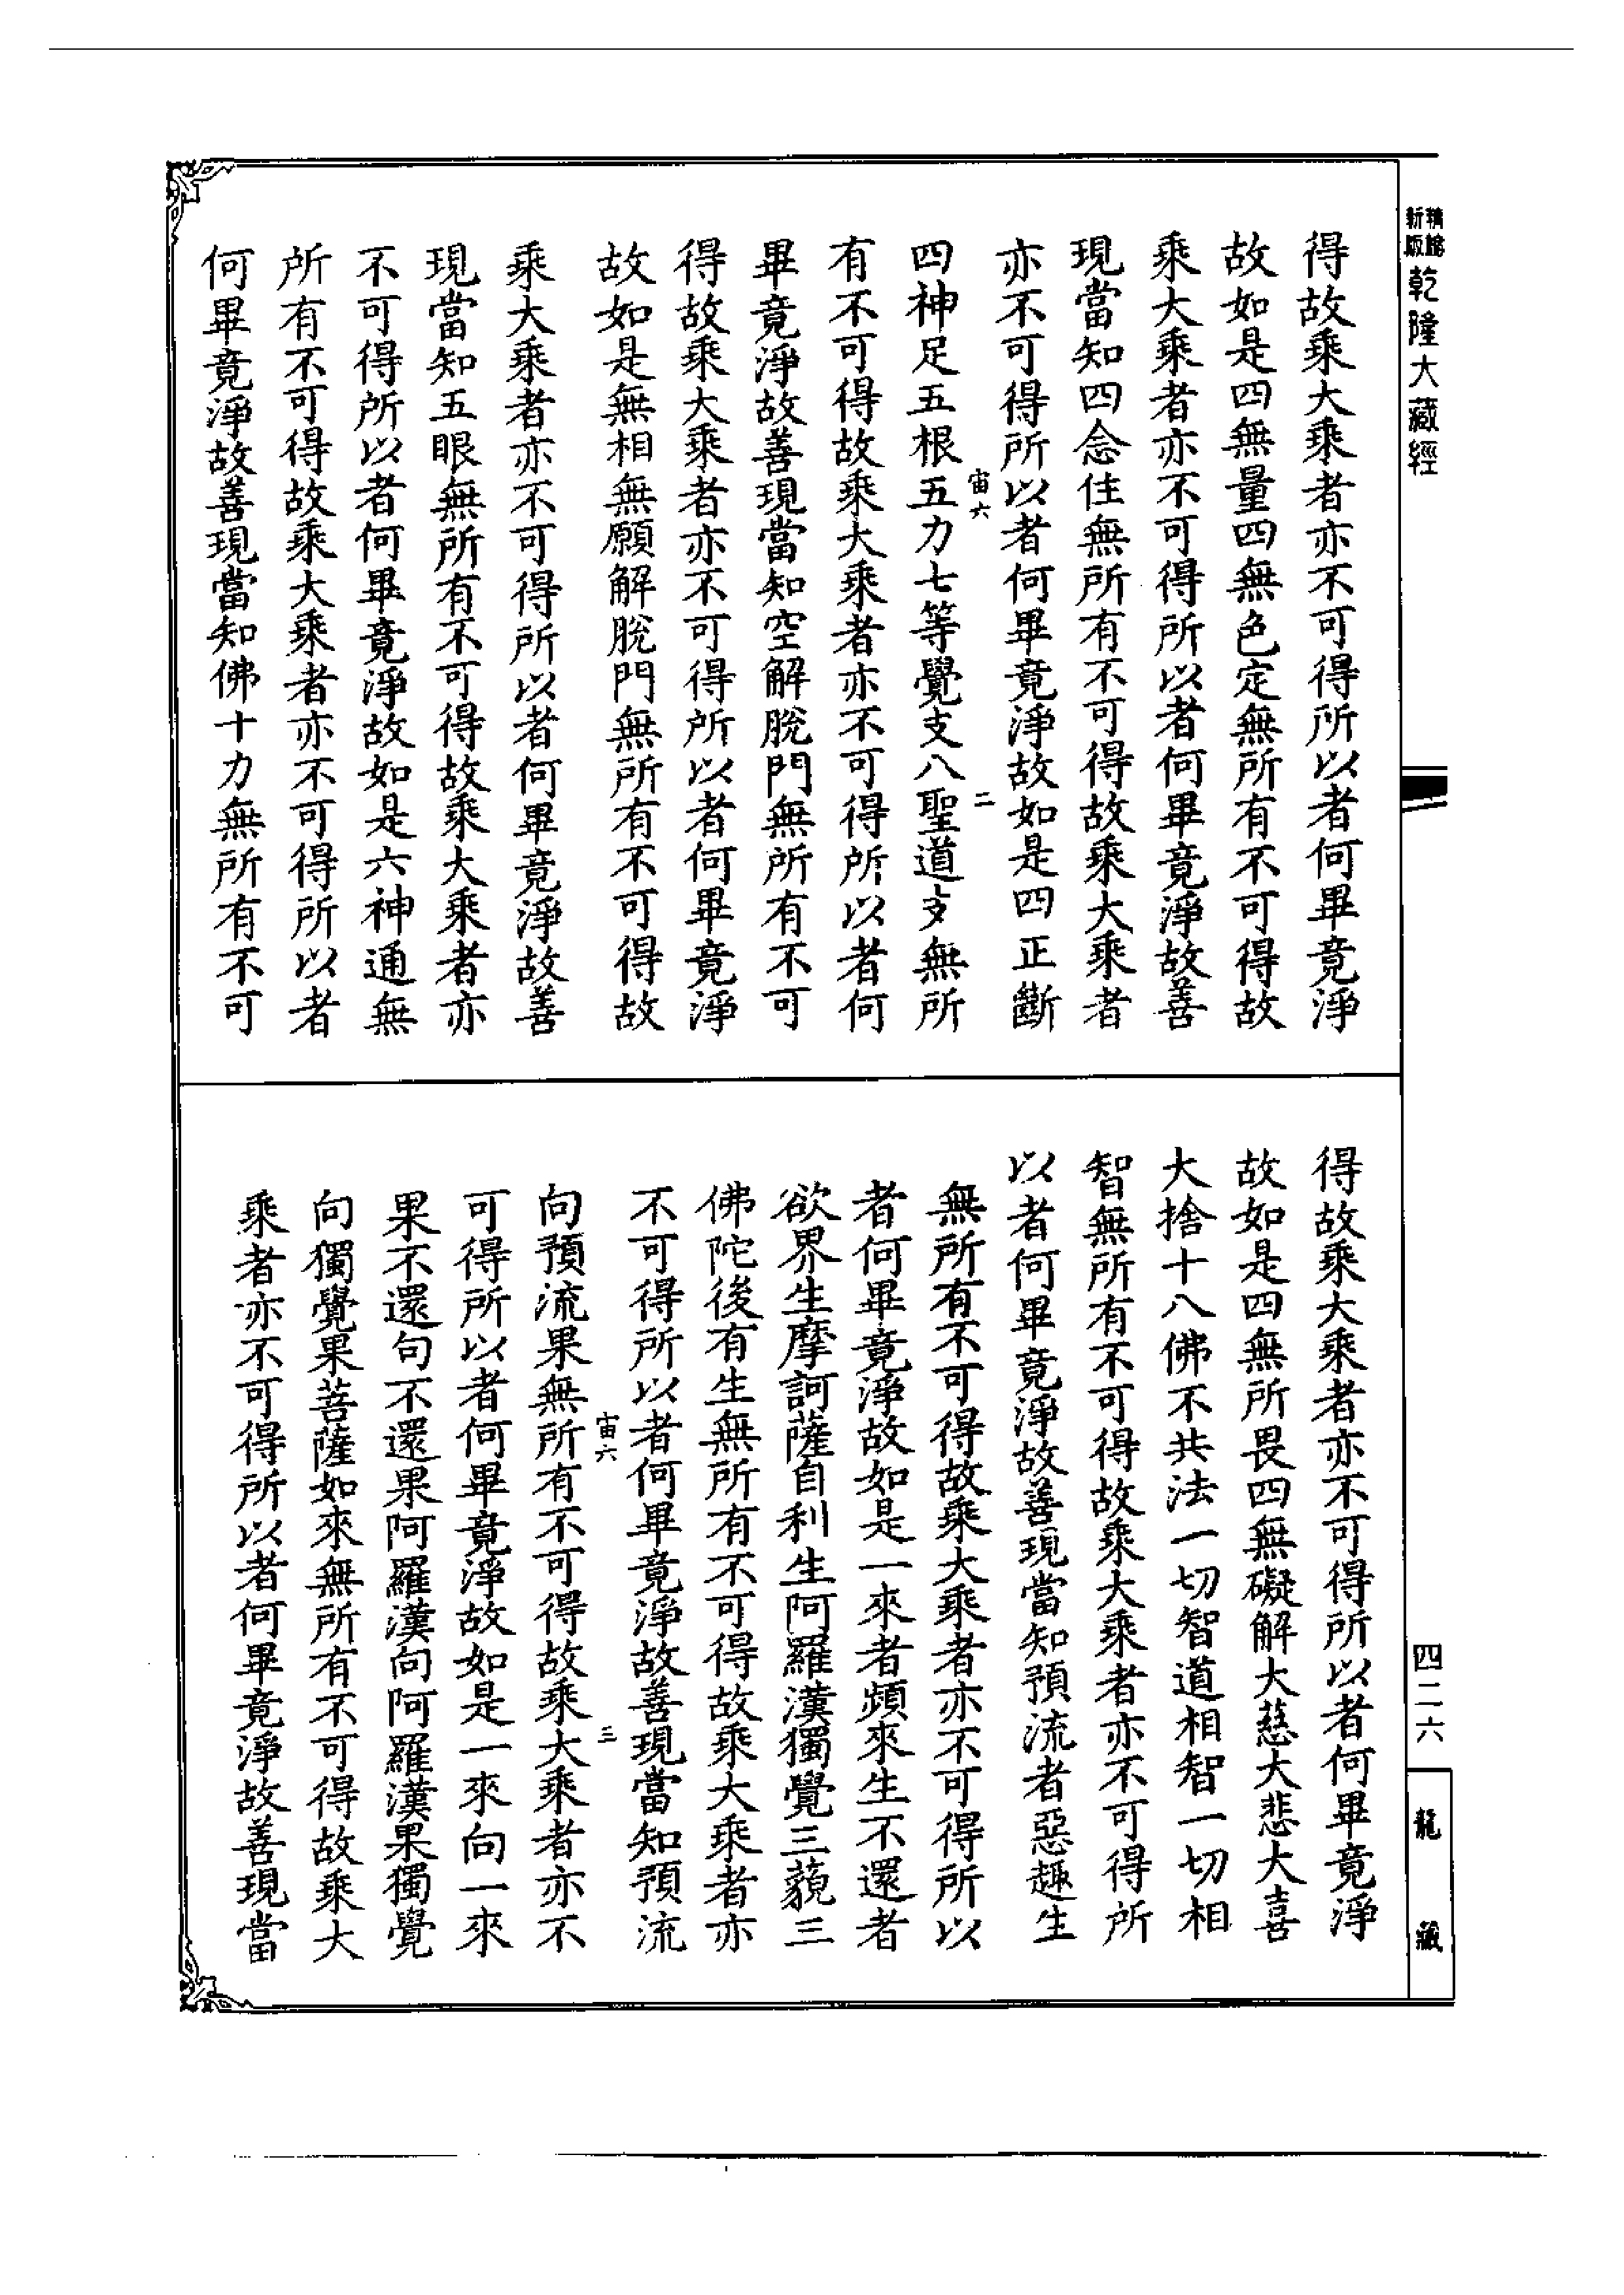 新版 精縮
乾隆大藏經
得故乘大乘者亦不可得所以者何畢竟淨
故如是四無量四無色定無所有不可得故
乘大乘者亦不可得所以者何畢竟淨故善
現當知四念住無所有不可得故乘大乘者
亦不可得所以者何畢竟淨故如是四正斷
宙六
二
四神足五根五力七等覺支八聖道支無所
有不可得故乘大乘者亦不可得所以者何
畢竟淨故善現當知空解脫門無所有不可
得故乘大乘者亦不可得所以者何畢竟淨
故如是無相無願解脫門無所有不可得故
乘大乘者亦不可得所以者何畢竟淨故善
現當知五眼無所有不可得故乘大乘者亦
不可得所以者何畢竟淨故如是六神通無
所有不可得故乘大乘者亦不可得所以者
何畢竟淨故善現當知佛十力無所有不可
得故乘大乘者亦不可得所以者何畢竟淨
故如是四無所畏四無礙解大慈大悲大喜
大捨十八佛不共法一切智道相智一切相
智無所有不可得故乘大乘者亦不可得所
以者何畢竟淨故善現當知預流者惡趣生
無所有不可得故乘大乘者亦不可得所以
者何畢竟淨故如是一來者頻來生不還者
欲界生摩訶薩自利生阿羅漢獨覺三藐三
佛陀後有生無所有不可得故乘大乘者亦
不可得所以者何畢竟淨故善現當知預流
宙六
三
向預流果無所有不可得故乘大乘者亦不
可得所以者何畢竟淨故如是一來向一來
果不還向不還果阿羅漢向阿羅漢果獨覺
向獨覺果菩薩如來無所有不可得故乘大
乘者亦不可得所以者何畢竟淨故善現當
四二六
龍藏